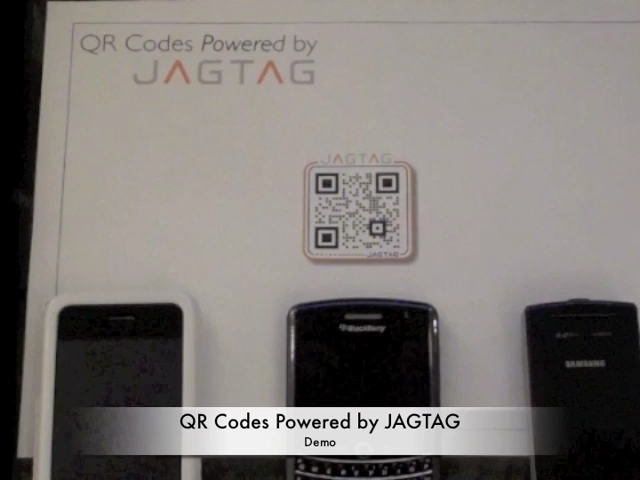 QR Codes Powered by
JAGTAG
JAGTAG
JAGTAG
BlackBerry
SAMSUNG
QR Codes Powered by JAGTAG
Demo